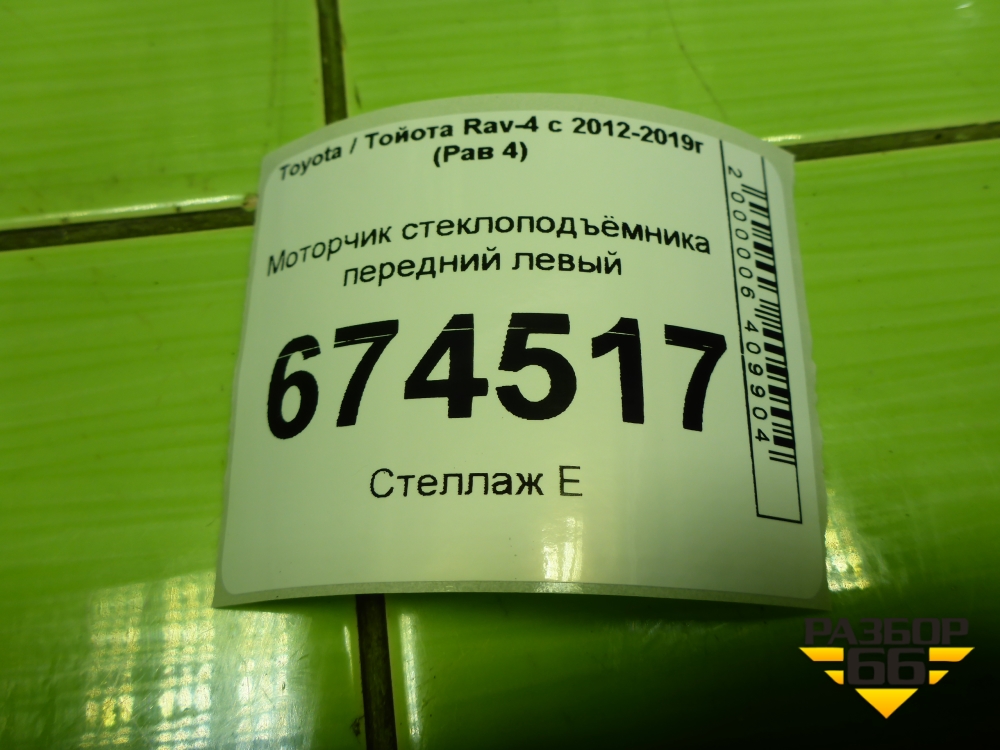 Toyota / Тойота Rav-4 с 2012-2019г
(Рав 4)
Моторчик стеклоподъёмника
передний левый
674517
Стеллаж Е
2000006409904
РАЗБОР
66